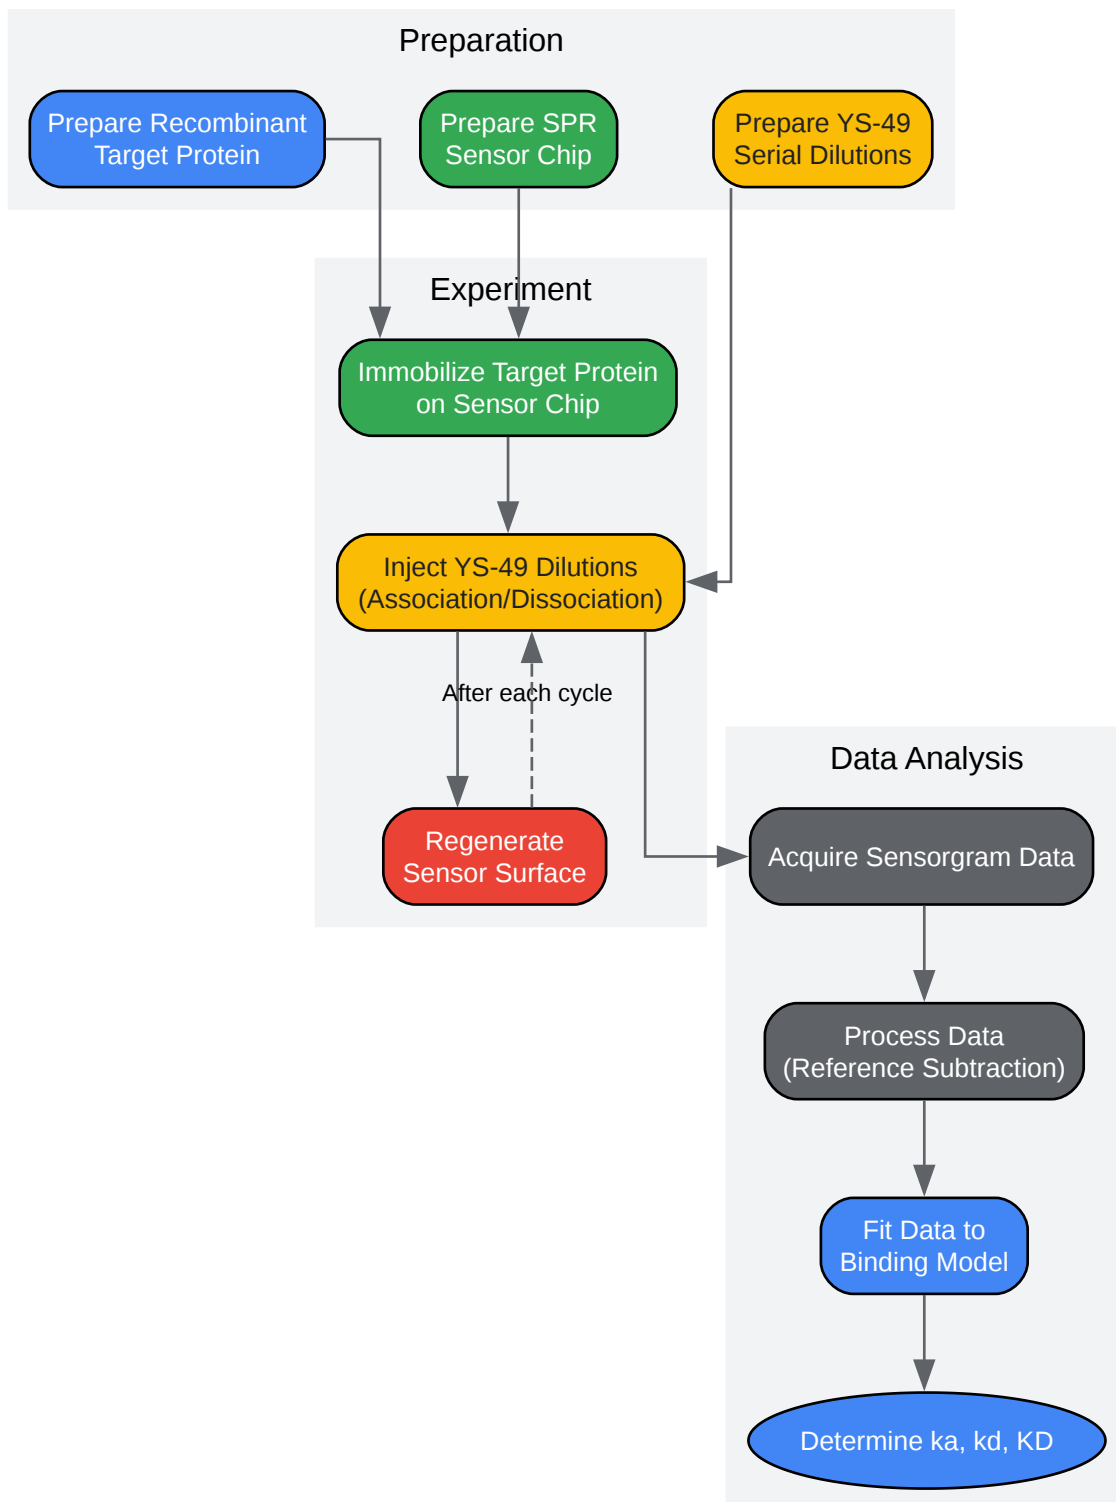 Preparation
Prepare Recombinant
Target Protein
Prepare SPR
Sensor Chip
Prepare YS-49
Serial Dilutions
Experiment
Immobilize Target Protein
on Sensor Chip
Inject YS-49 Dilutions
(Association/Dissociation)
After each cycle
Regenerate
Sensor Surface
Data Analysis
Acquire Sensorgram Data
Process Data
(Reference Subtraction)
Fit Data to
Binding Model
Determine ka, kd, KD